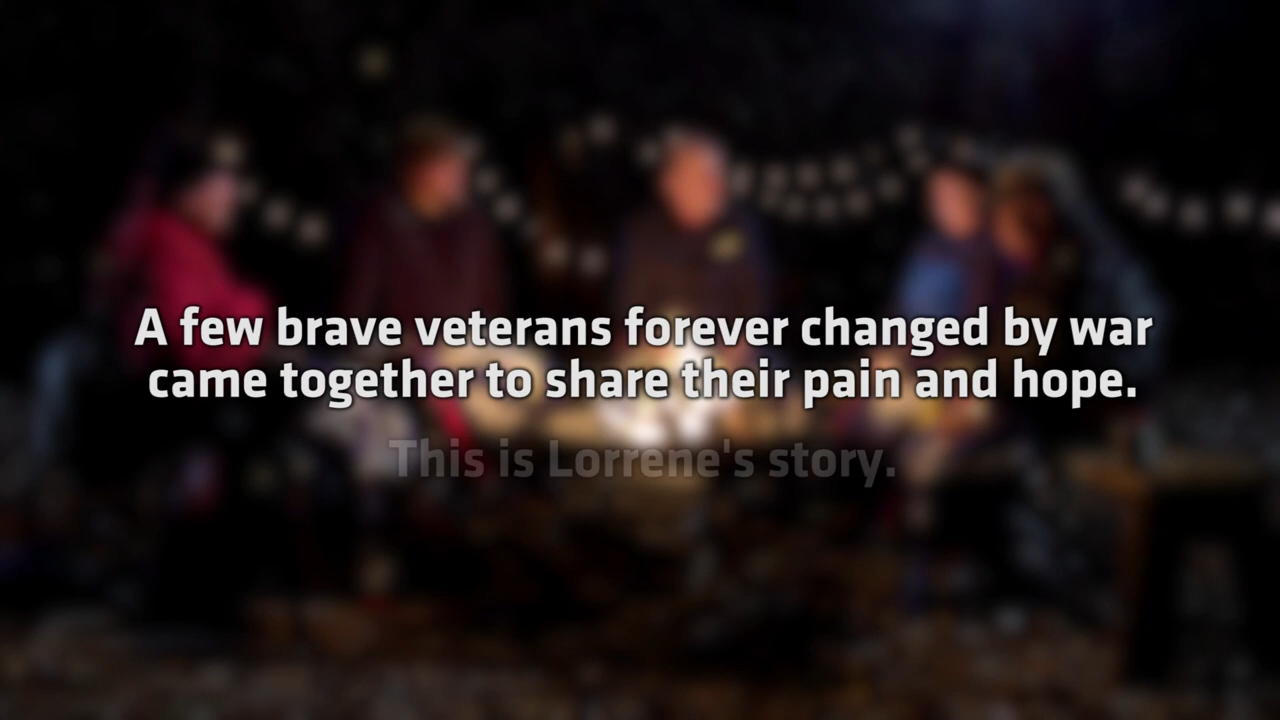 A few brave veterans forever changed by war
came together to share their pain and hope.
This is Lorrene's story.